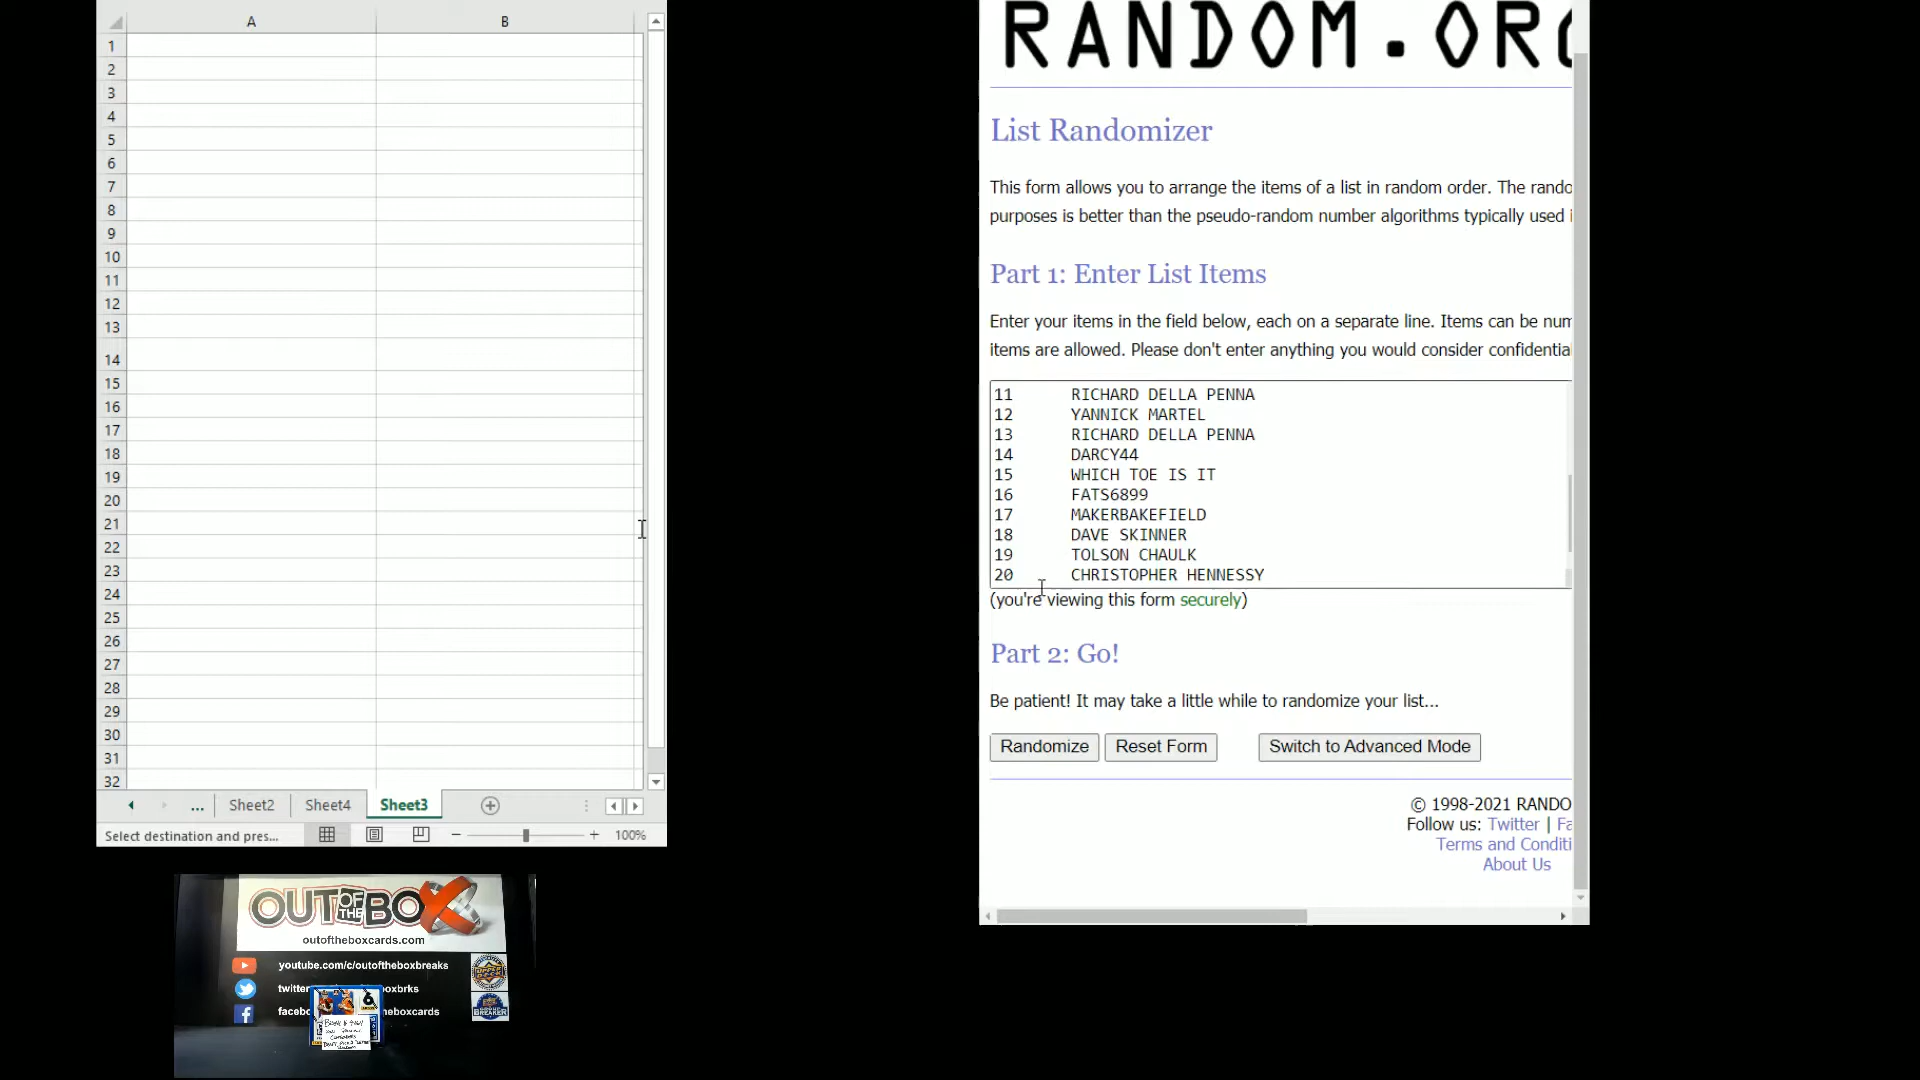 A B
1
2
3
4
5
6
7
8
9
10
11
12
13
14
15
16
17
18
19
20
21
22
23
24
25
26
27
28
29
30
31
32
... Sheet2 Sheet4 Sheet3
Select destination and pres... 100%
OUT OF THE BOX
outoftheboxcards.com
youtube.com/c/outoftheboxbreaks
RANDOM.ORG
List Randomizer
This form allows you to arrange the items of a list in random order. The rando
purposes is better than the pseudo-random number algorithms typically used i
Part 1: Enter List Items
Enter your items in the field below, each on a separate line. Items can be num
items are allowed. Please don't enter anything you would consider confidentia
11 RICHARD DELLA PENNA
12 YANNICK MARTEL
13 RICHARD DELLA PENNA
14 DARCY44
15 WHICH TOE IS IT
16 FATS6899
17 MAKERBAKEFIELD
18 DAVE SKINNER
19 TOLSON CHAULK
20 CHRISTOPHER HENNESSY
(you're viewing this form securely)
Part 2: Go!
Be patient! It may take a little while to randomize your list...
Randomize Reset Form Switch to Advanced Mode
© 1998-2021 RANDO
Follow us: Twitter | Fa
Terms and Conditi
About Us